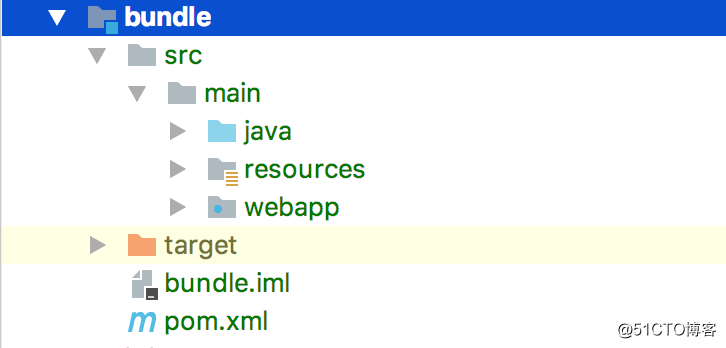 bundle
src
main
java
resources
webapp
target
bundle.iml
pom.xml
@51CTO博客